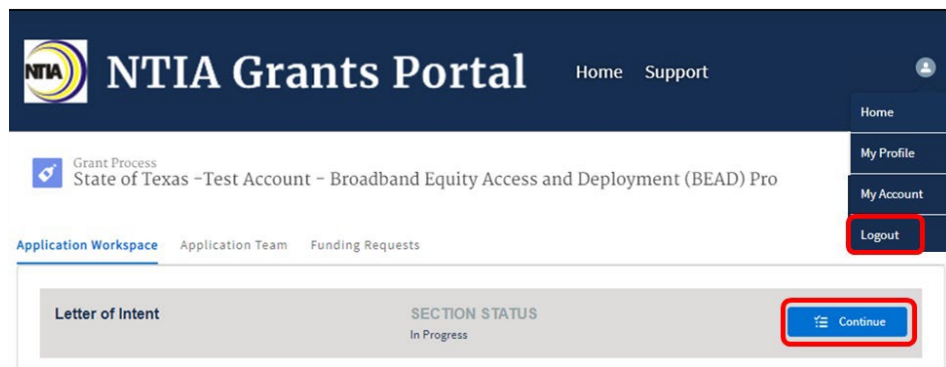 NTIA
NTIA Grants Portal
Home Support
Home
My Profile
My Account
Logout
Grant Process
State of Texas -Test Account - Broadband Equity Access and Deployment (BEAD) Pro
Application Workspace Application Team Funding Requests
Letter of Intent
SECTION STATUS
In Progress
Continue